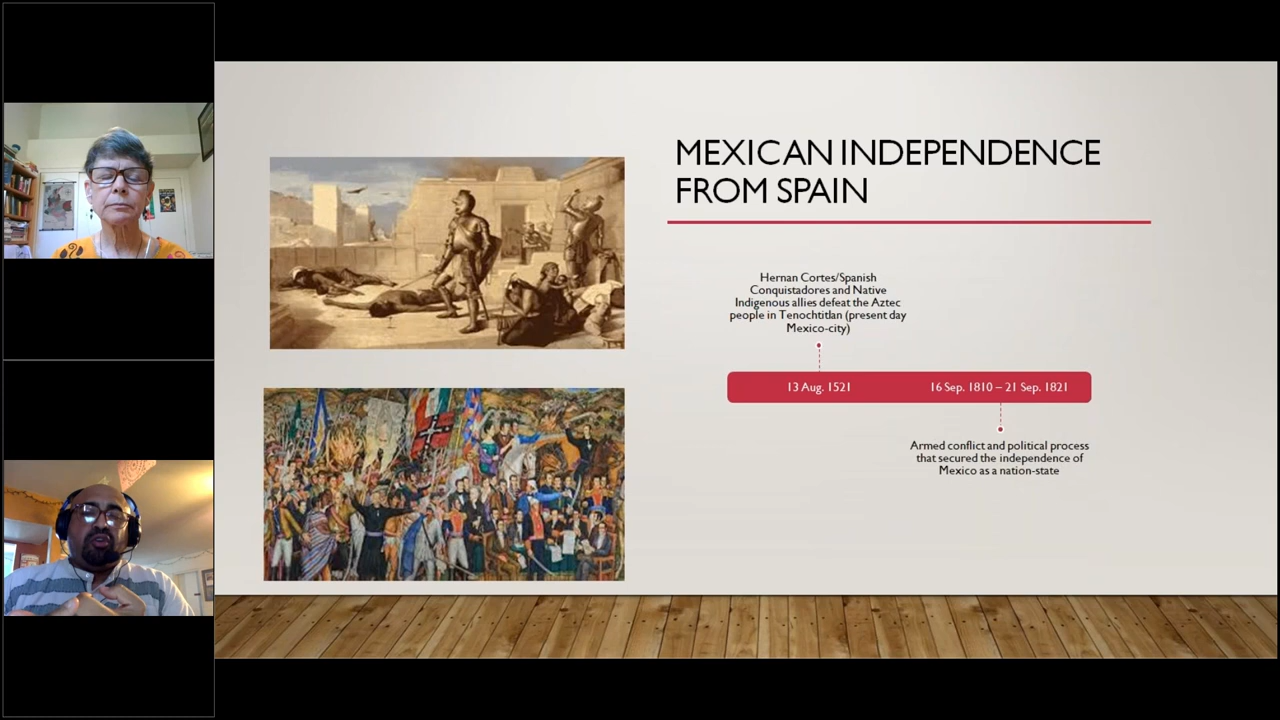 MEXICAN INDEPENDENCE
FROM SPAIN
Hernan Cortes/Spanish
Conquistadores and Native
Indigenous allies defeat the Aztec
people in Tenochtitlan (present day
Mexico-city)
13 Aug. 1521
16 Sep. 1810 – 21 Sep. 1821
Armed conflict and political process
that secured the independence of
Mexico as a nation-state